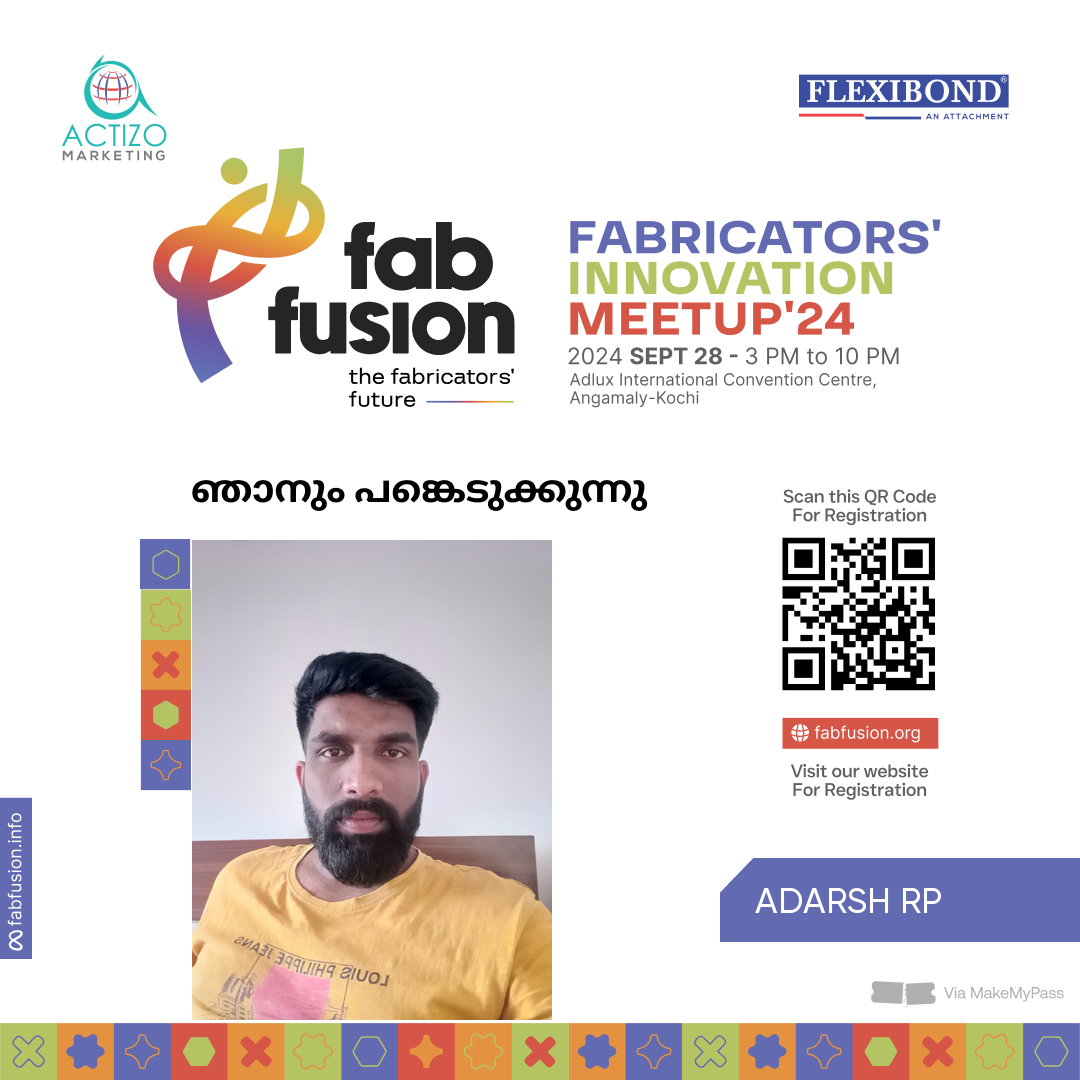 ACTIZO
MARKETING
FLEXIBOND®
AN ATTACHMENT
fab
fusion
the fabricators'
future
FABRICATORS'
INNOVATION
MEETUP'24
2024 SEPT 28 - 3 PM to 10 PM
Adlux International Convention Centre,
Angamaly-Kochi
ഞാനും പങ്കെടുക്കുന്നു
Scan this QR Code
For Registration
fabfusion.org
Visit our website
For Registration
LOUIS PHILIPPE JEANS
fabfusion.info
ADARSH RP
Via MakeMyPass